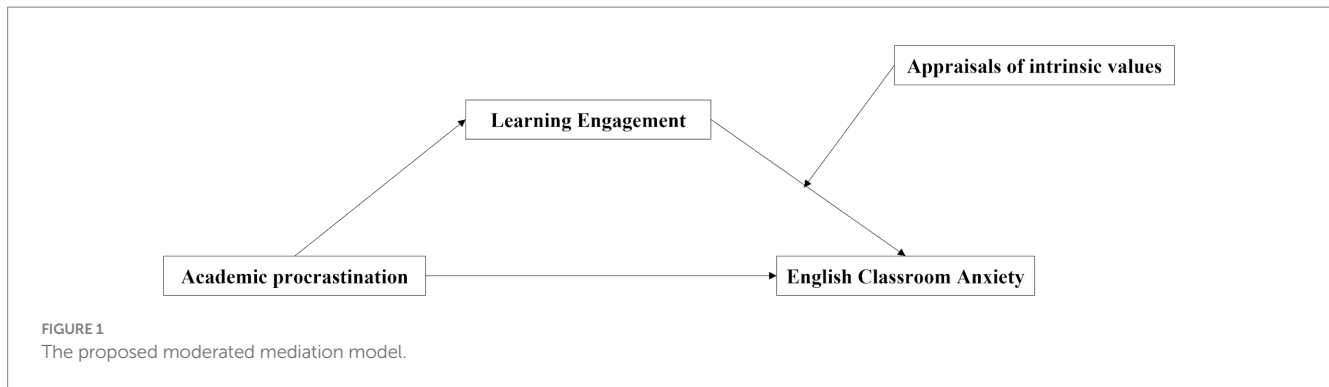 Appraisals of intrinsic values
Learning Engagement
Academic procrastination
English Classroom Anxiety
FIGURE 1
The proposed moderated mediation model.